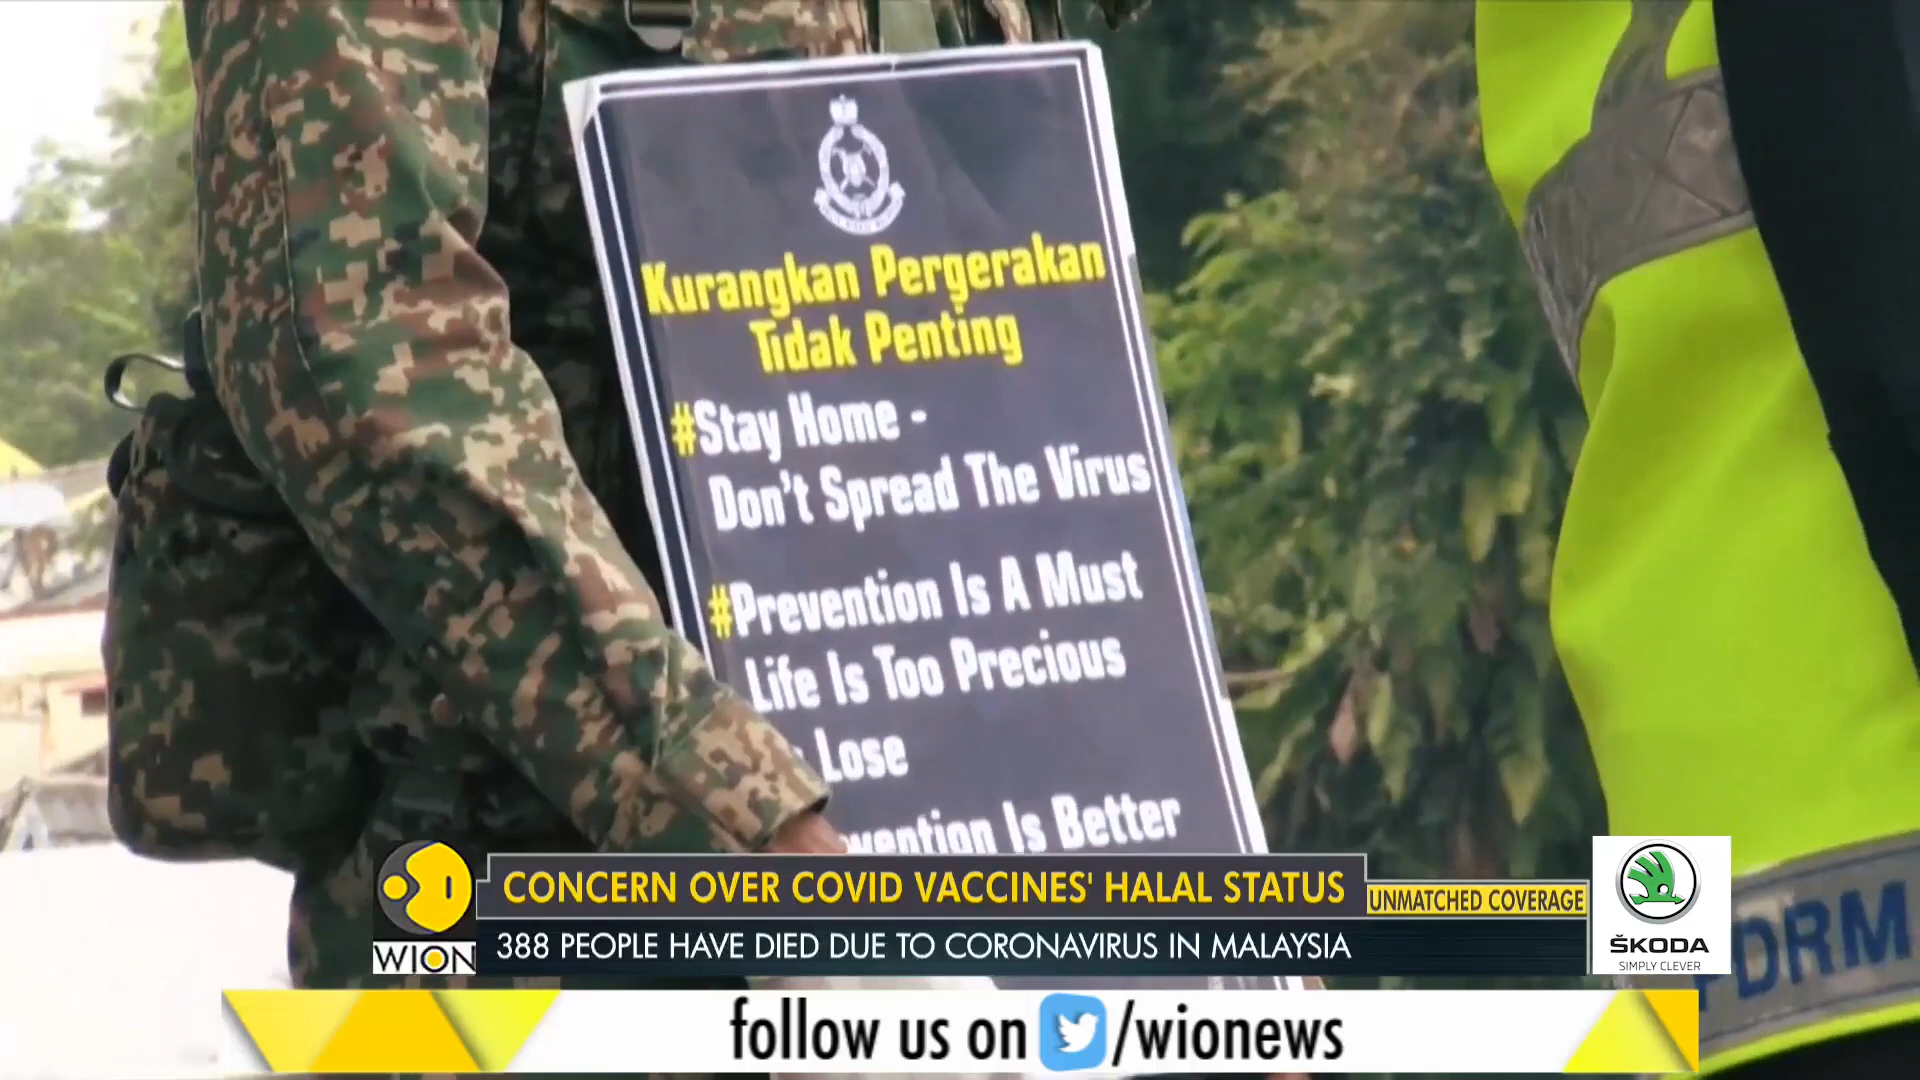 Kurangkan Pergerakan
Tidak Penting
#Stay Home -
Don't Spread The Virus
#Prevention Is A Must
Life Is Too Precious
Lose
Is Better
CONCERN OVER COVID VACCINES' HALAL STATUS
UNMATCHED COVERAGE
388 PEOPLE HAVE DIED DUE TO CORONAVIRUS IN MALAYSIA
WION
ŠKODA
SIMPLY CLEVER
PDRM
follow us on /wionews